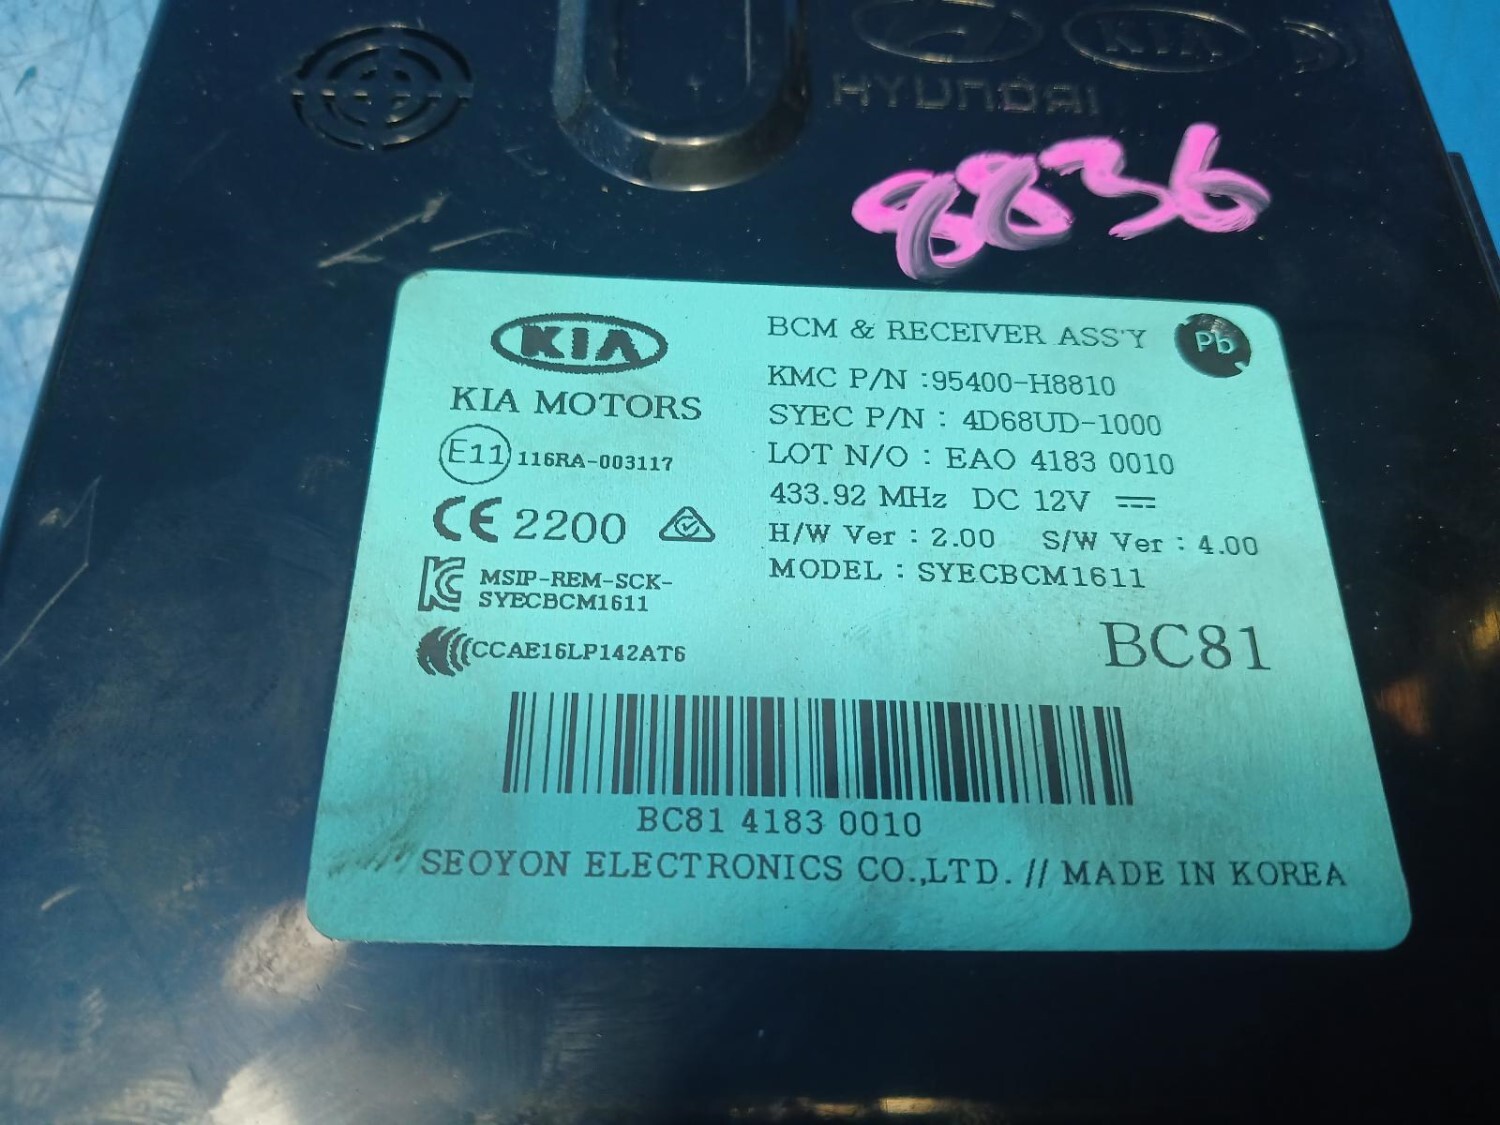 KIA
HYUNDAI
8836
KIA
KIA MOTORS
E11 116RA-003117
CE 2200
KC MSIP-REM-SCK-
SYECBCM1611
CCAE16LP142AT6
BCM & RECEIVER ASS'Y
Pb
KMC P/N :95400-H8810
SYEC P/N : 4D68UD-1000
LOT N/O : EAO 4183 0010
433.92 MHz DC 12V
H/W Ver : 2.00 S/W Ver : 4.00
MODEL : SYECBCM1611
BC81
BC81 4183 0010
SEOYON ELECTRONICS CO.,LTD. // MADE IN KOREA